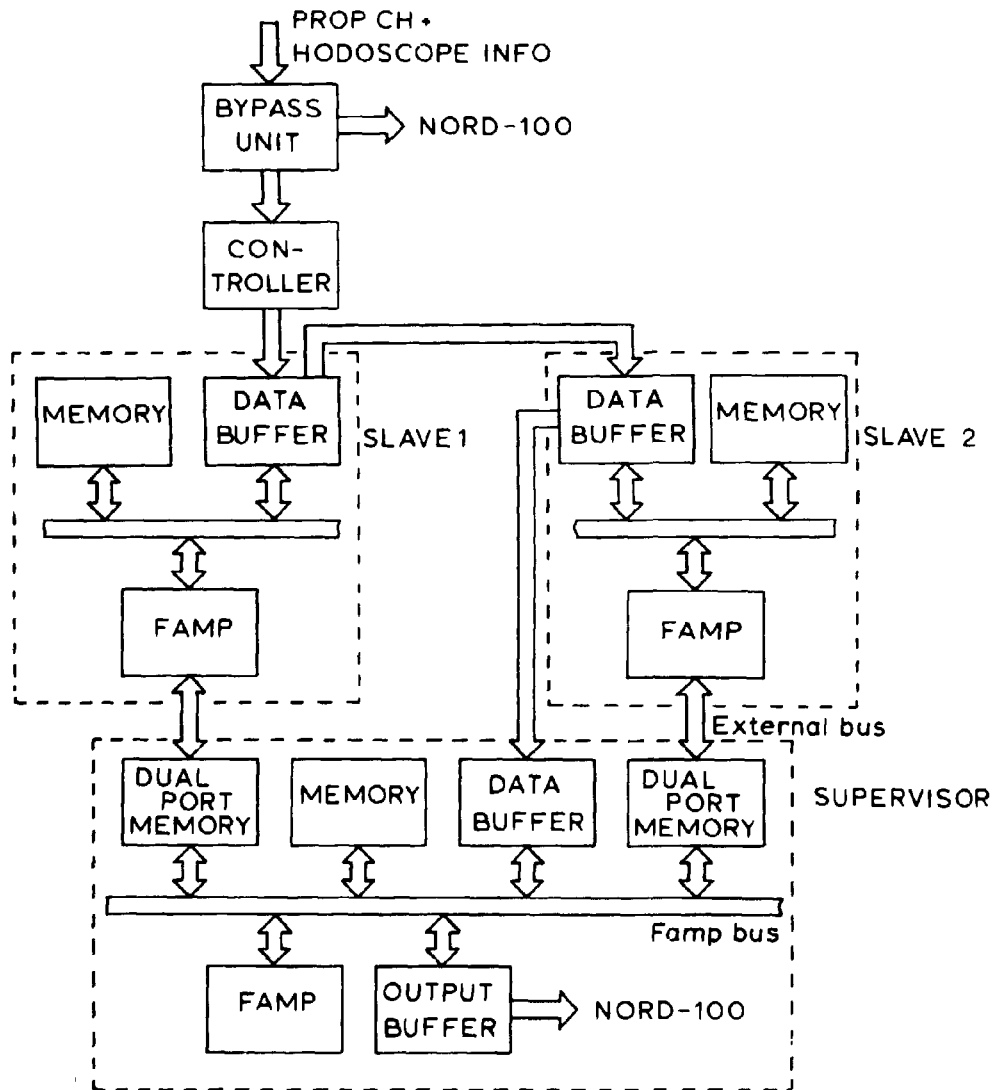 PROP CH +
HODOSCOPE INFO
BYPASS
UNIT
NORD-100
CON-
TROLLER
MEMORY
DATA
BUFFER
SLAVE 1
DATA
BUFFER
MEMORY
SLAVE 2
FAMP
FAMP
External bus
DUAL
PORT
MEMORY
MEMORY
DATA
BUFFER
DUAL
PORT
MEMORY
SUPERVISOR
Famp bus
FAMP
OUTPUT
BUFFER
NORD-100